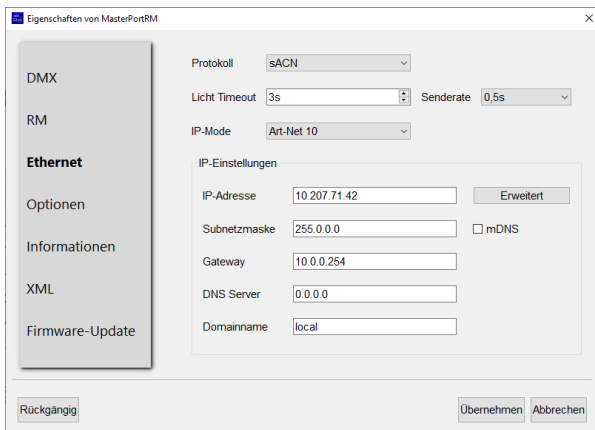 Eigenschaften von MasterPortRM
DMX
RM
Ethernet
Optionen
Informationen
XML
Firmware-Update
Protokoll sACN
Licht Timeout 3s Senderate 0,5s
IP-Mode Art-Net 10
IP-Einstellungen
IP-Adresse 10.207.71.42 Erweitert
Subnetzmaske 255.0.0.0 mDNS
Gateway 10.0.0.254
DNS Server 0.0.0.0
Domainname local
Rückgängig Übernehmen Abbrechen